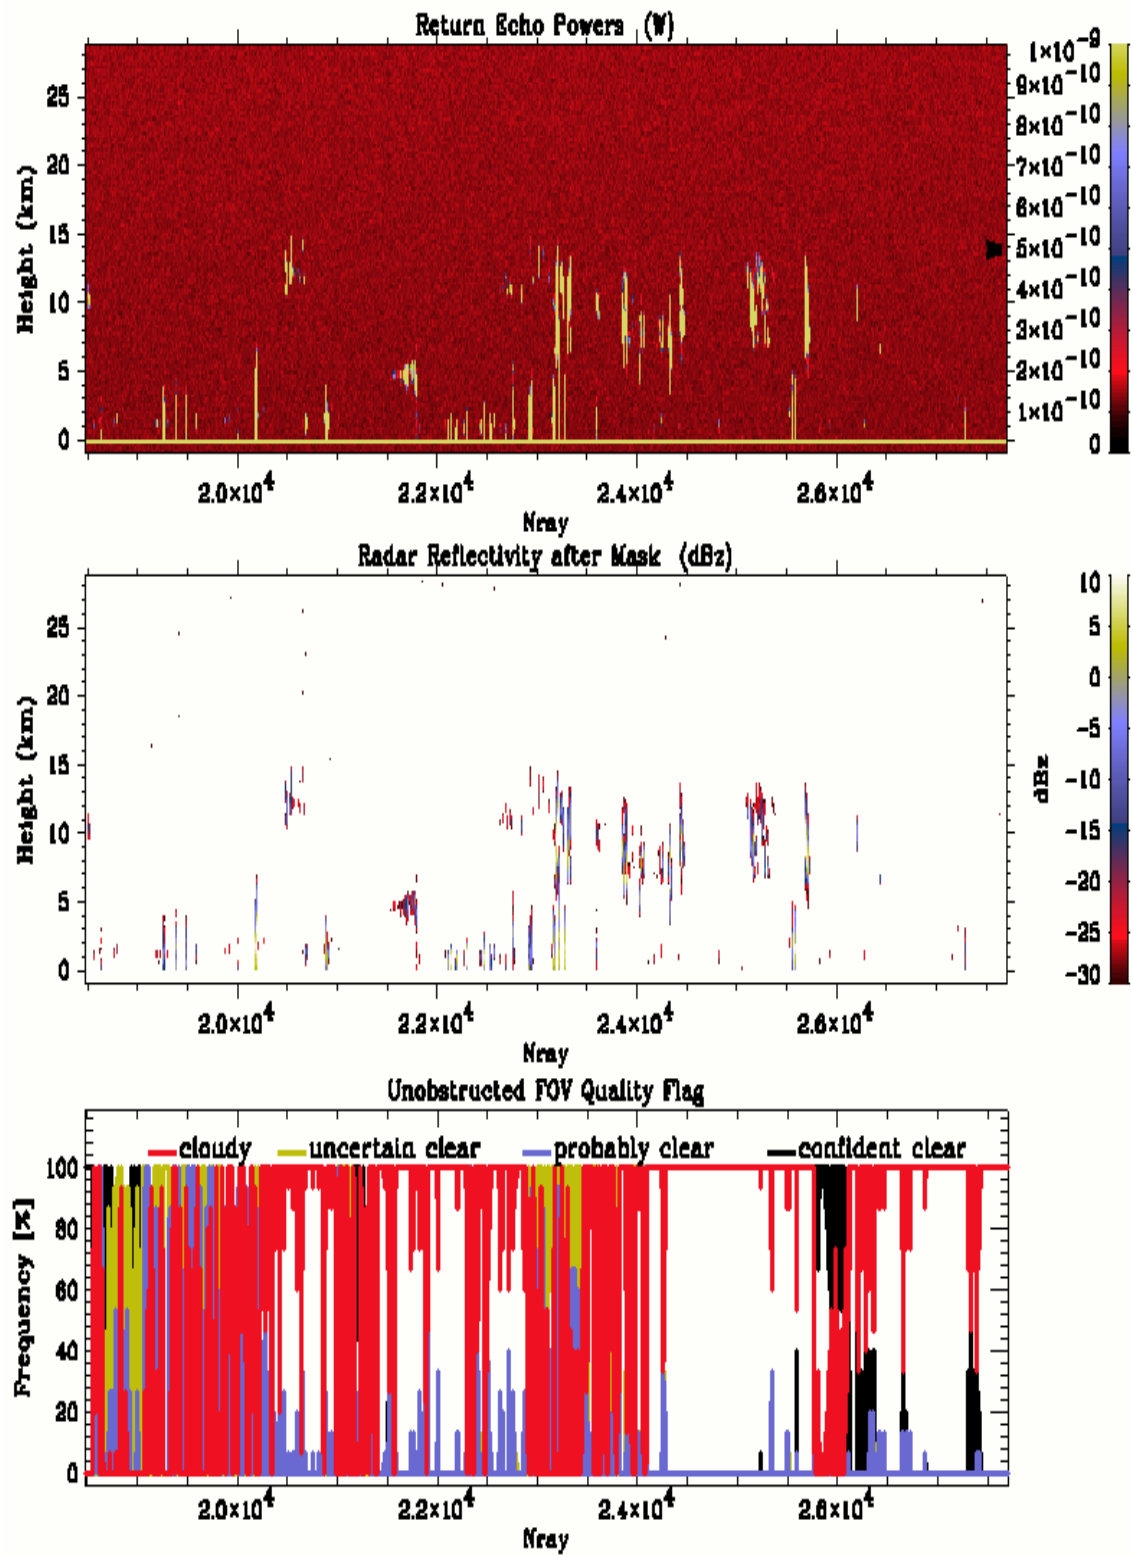 Return Echo Powers (W)
1×10⁻⁹
9×10⁻¹⁰
8×10⁻¹⁰
7×10⁻¹⁰
6×10⁻¹⁰
5×10⁻¹⁰
4×10⁻¹⁰
3×10⁻¹⁰
2×10⁻¹⁰
1×10⁻¹⁰
0
Height (km)
25
20
15
10
5
0
2.0×10⁴ 2.2×10⁴ 2.4×10⁴ 2.6×10⁴
Nray
Radar Reflectivity after Mask (dBz)
Height (km)
25
20
15
10
5
0
dBz
10
5
0
-5
-10
-15
-20
-25
-30
2.0×10⁴ 2.2×10⁴ 2.4×10⁴ 2.6×10⁴
Nray
Unobstructed FOV Quality Flag
cloudy uncertain clear probably clear confident clear
Frequency [%]
100
80
60
40
20
0
2.0×10⁴ 2.2×10⁴ 2.4×10⁴ 2.6×10⁴
Nray